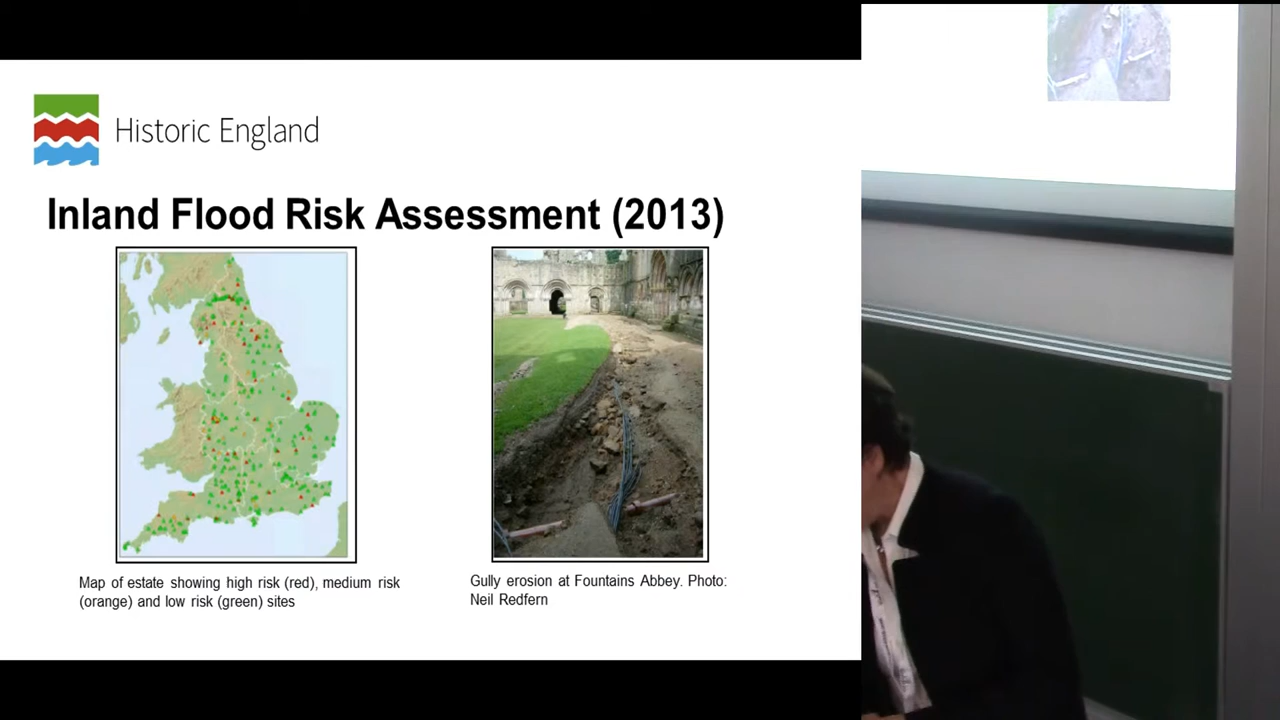 Historic England
Inland Flood Risk Assessment (2013)
Map of estate showing high risk (red), medium risk
(orange) and low risk (green) sites
Gully erosion at Fountains Abbey. Photo:
Neil Redfern